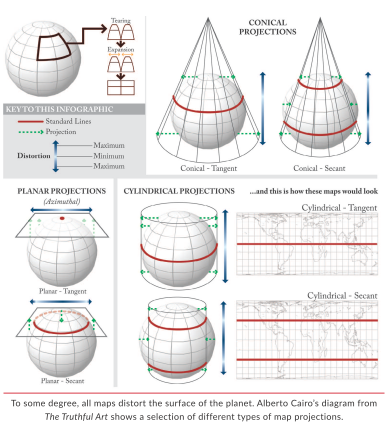 Tearing
Expansion
KEY TO THIS INFOGRAPHIC
Standard Lines
Projection
Distortion
Maximum
Minimum
Maximum
CONICAL
PROJECTIONS
Conical - Tangent
Conical - Secant
PLANAR PROJECTIONS
(Azimuthal)
Planar - Tangent
Planar - Secant
CYLINDRICAL PROJECTIONS
...and this is how these maps would look
Cylindrical - Tangent
Cylindrical - Secant
To some degree, all maps distort the surface of the planet. Alberto Cairo's diagram from
The Truthful Art shows a selection of different types of map projections.